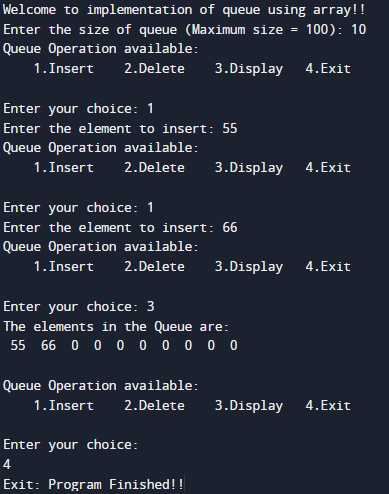 Welcome to implementation of queue using array!!
Enter the size of queue (Maximum size = 100): 10
Queue Operation available:
    1.Insert    2.Delete    3.Display   4.Exit
Enter your choice: 1
Enter the element to insert: 55
Queue Operation available:
    1.Insert    2.Delete    3.Display   4.Exit
Enter your choice: 1
Enter the element to insert: 66
Queue Operation available:
    1.Insert    2.Delete    3.Display   4.Exit
Enter your choice: 3
The elements in the Queue are:
 55  66  0  0  0  0  0  0  0  0
Queue Operation available:
    1.Insert    2.Delete    3.Display   4.Exit
Enter your choice:
4
Exit: Program Finished!!